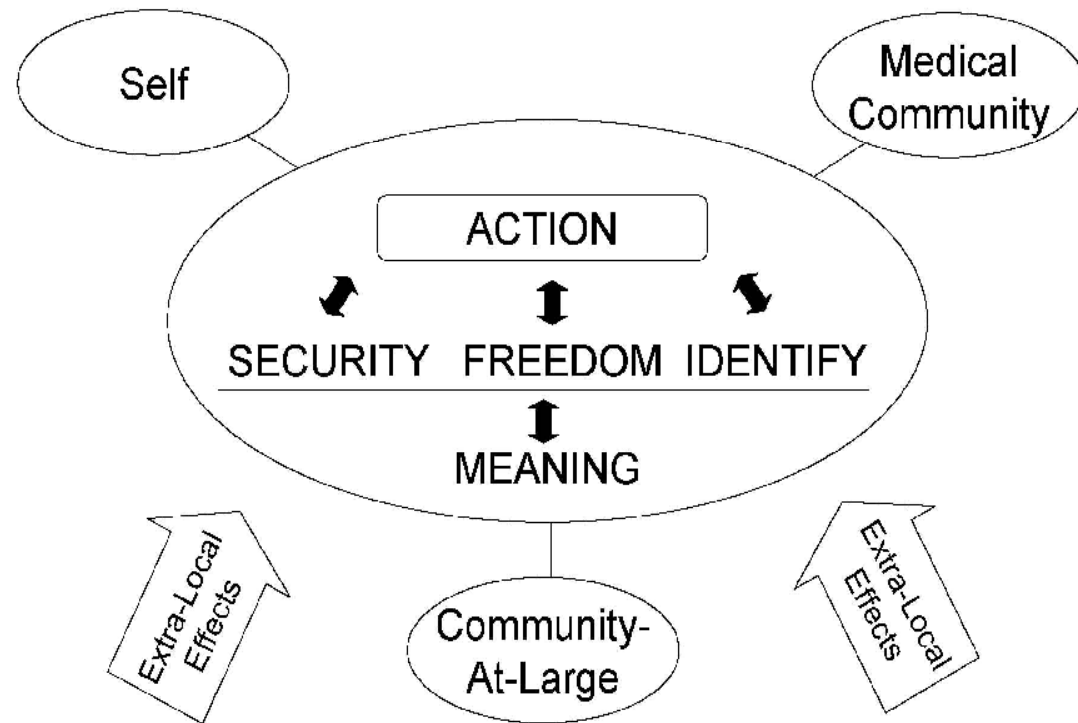 Self
Medical
Community
ACTION
SECURITY FREEDOM IDENTIFY
MEANING
Extra-Local
Effects
Community-
At-Large
Extra-Local
Effects